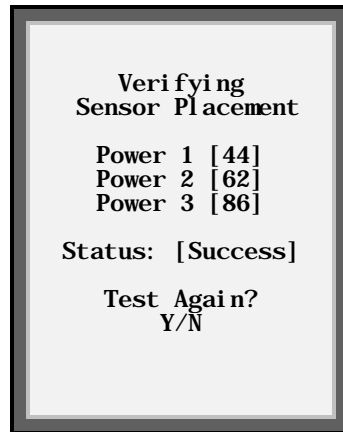 Verifying
Sensor Placement
Power 1 [44]
Power 2 [62]
Power 3 [86]
Status: [Success]
Test Again?
Y/N